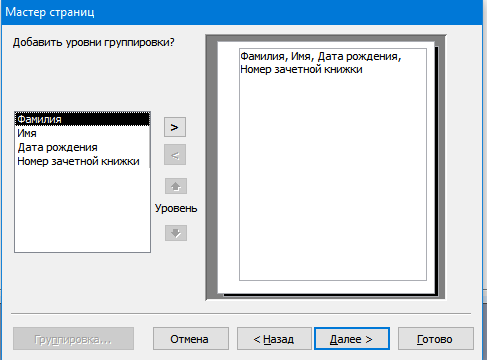 Мастер страниц
Добавить уровни группировки?
Фамилия, Имя, Дата рождения,
Номер зачетной книжки
Фамилия
Имя
Дата рождения
Номер зачетной книжки
>
<
Уровень
Группировка...
Отмена
< Назад
Далее >
Готово